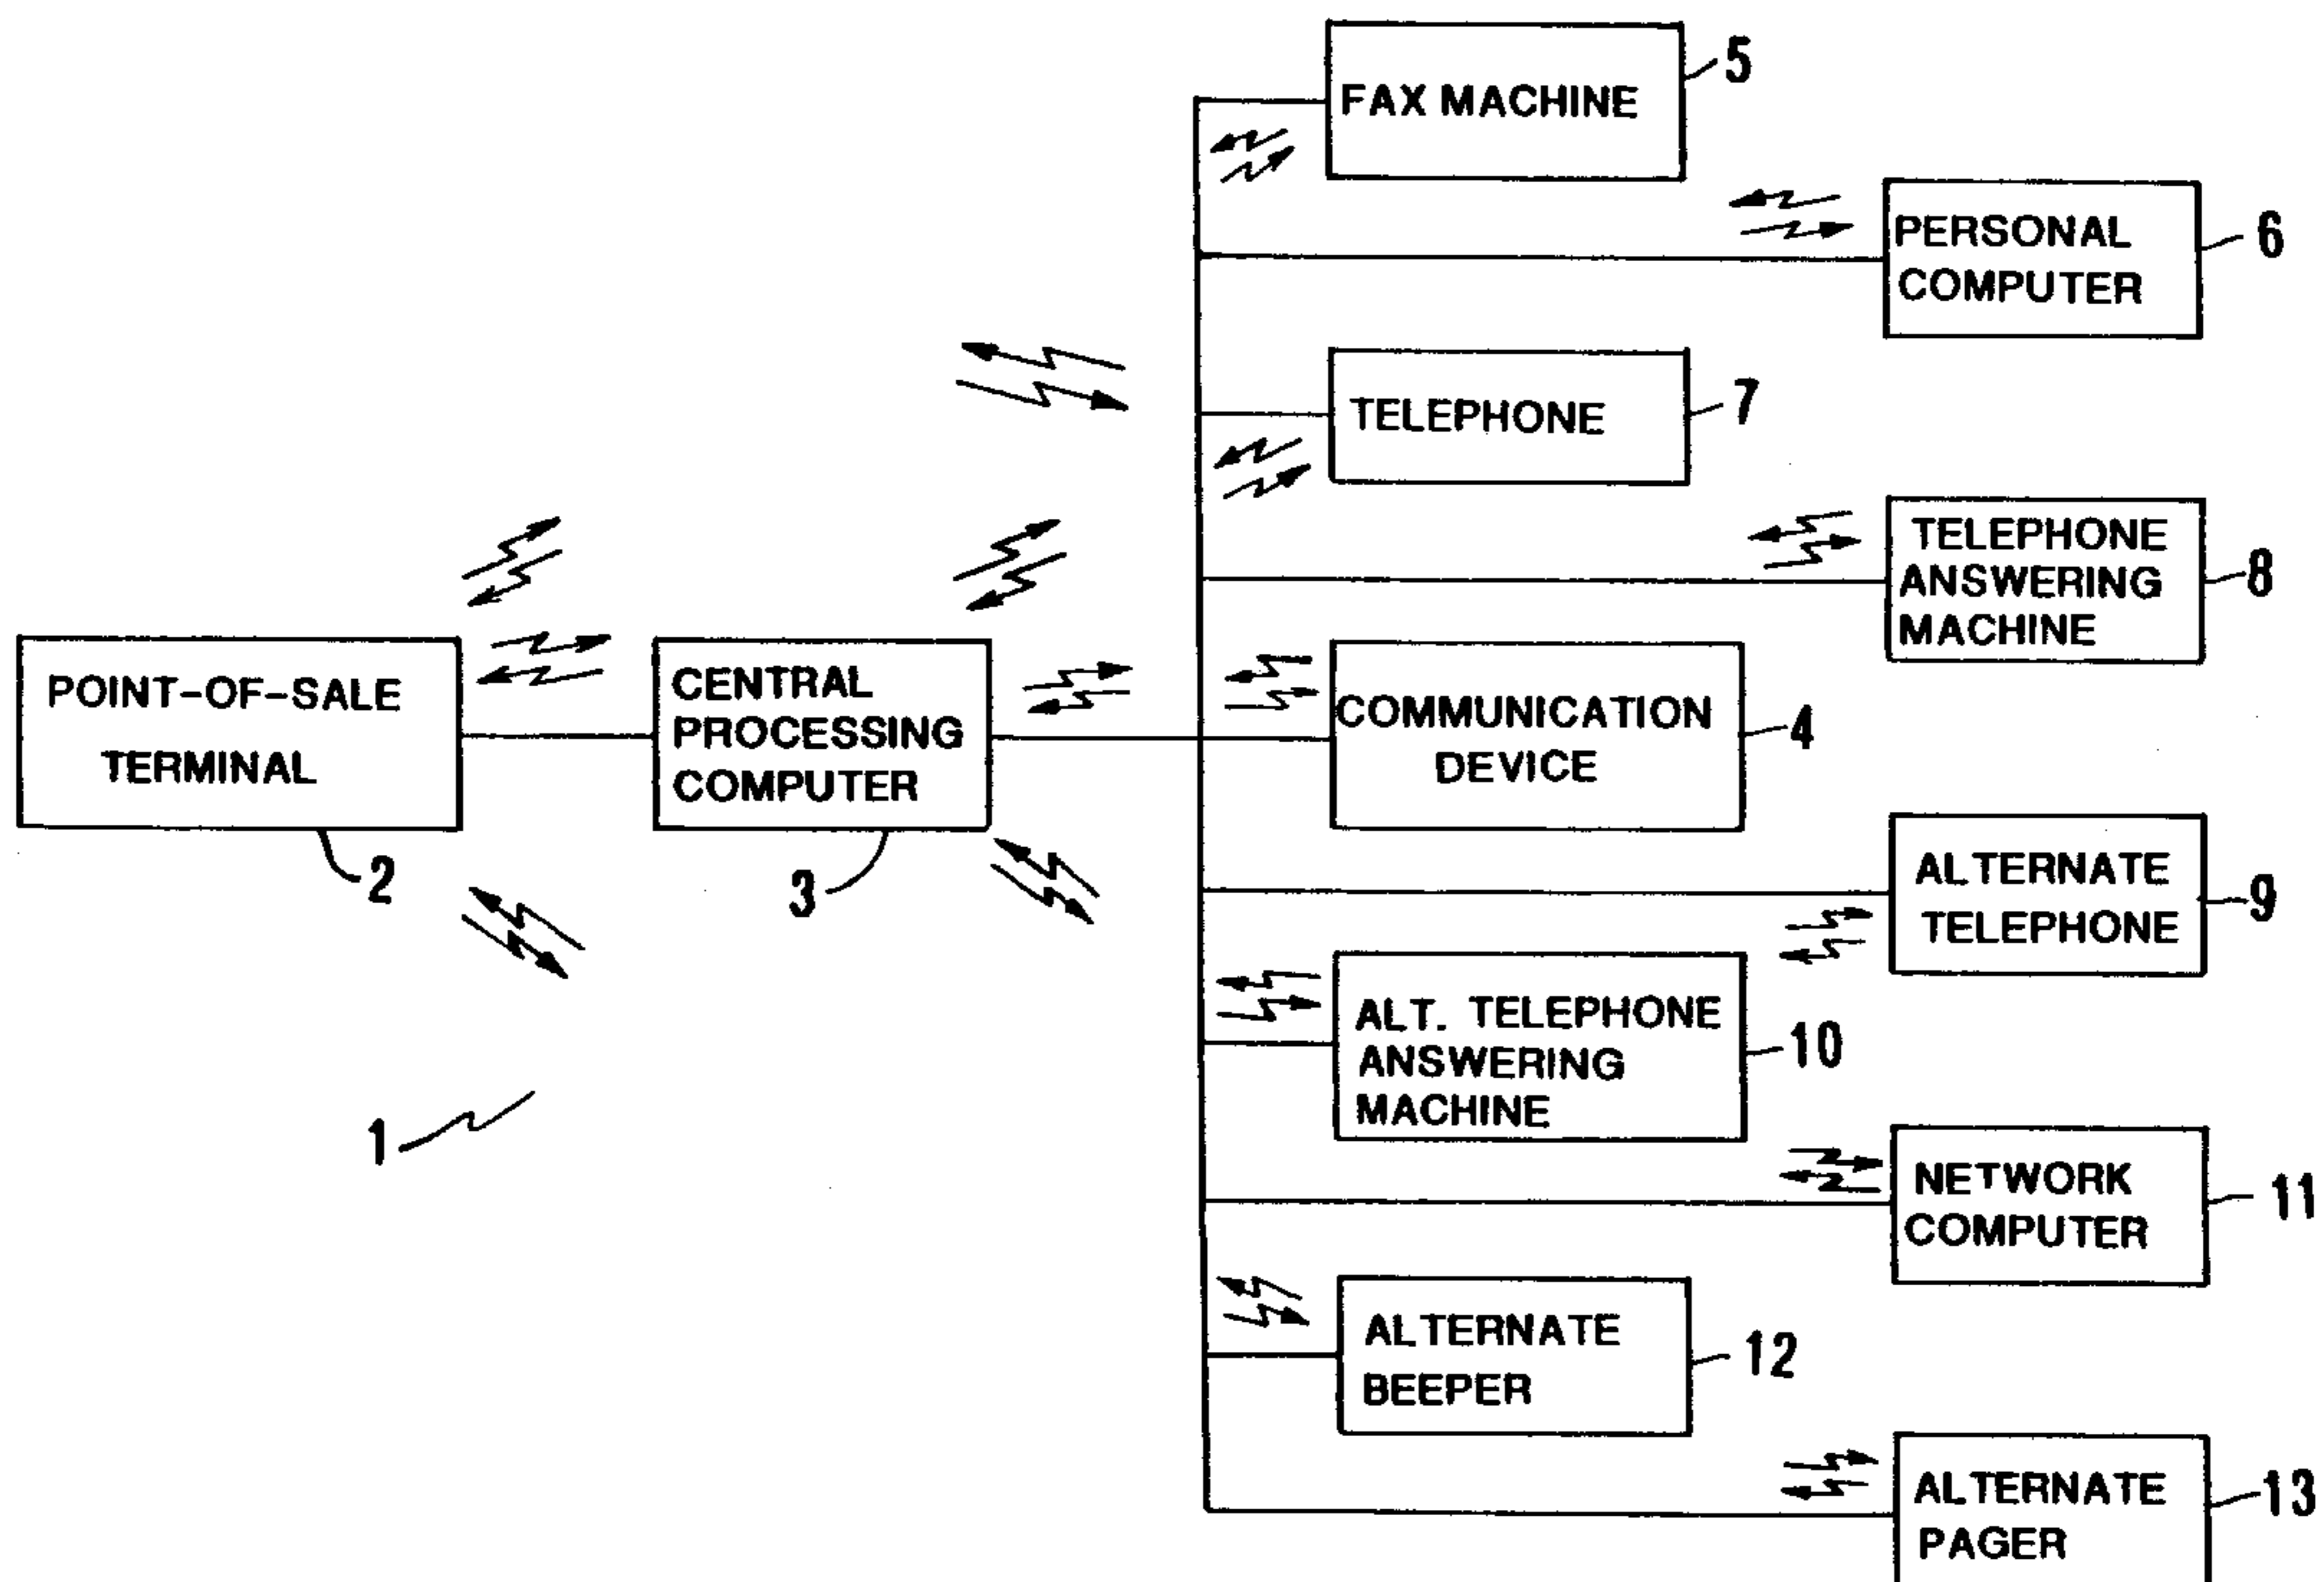 FAX MACHINE
5
PERSONAL
COMPUTER
6
TELEPHONE
7
TELEPHONE
ANSWERING
MACHINE
8
POINT-OF-SALE
TERMINAL
2
CENTRAL
PROCESSING
COMPUTER
3
COMMUNICATION
DEVICE
4
ALTERNATE
TELEPHONE
9
ALT. TELEPHONE
ANSWERING
MACHINE
10
1
NETWORK
COMPUTER
11
ALTERNATE
BEEPER
12
ALTERNATE
PAGER
13